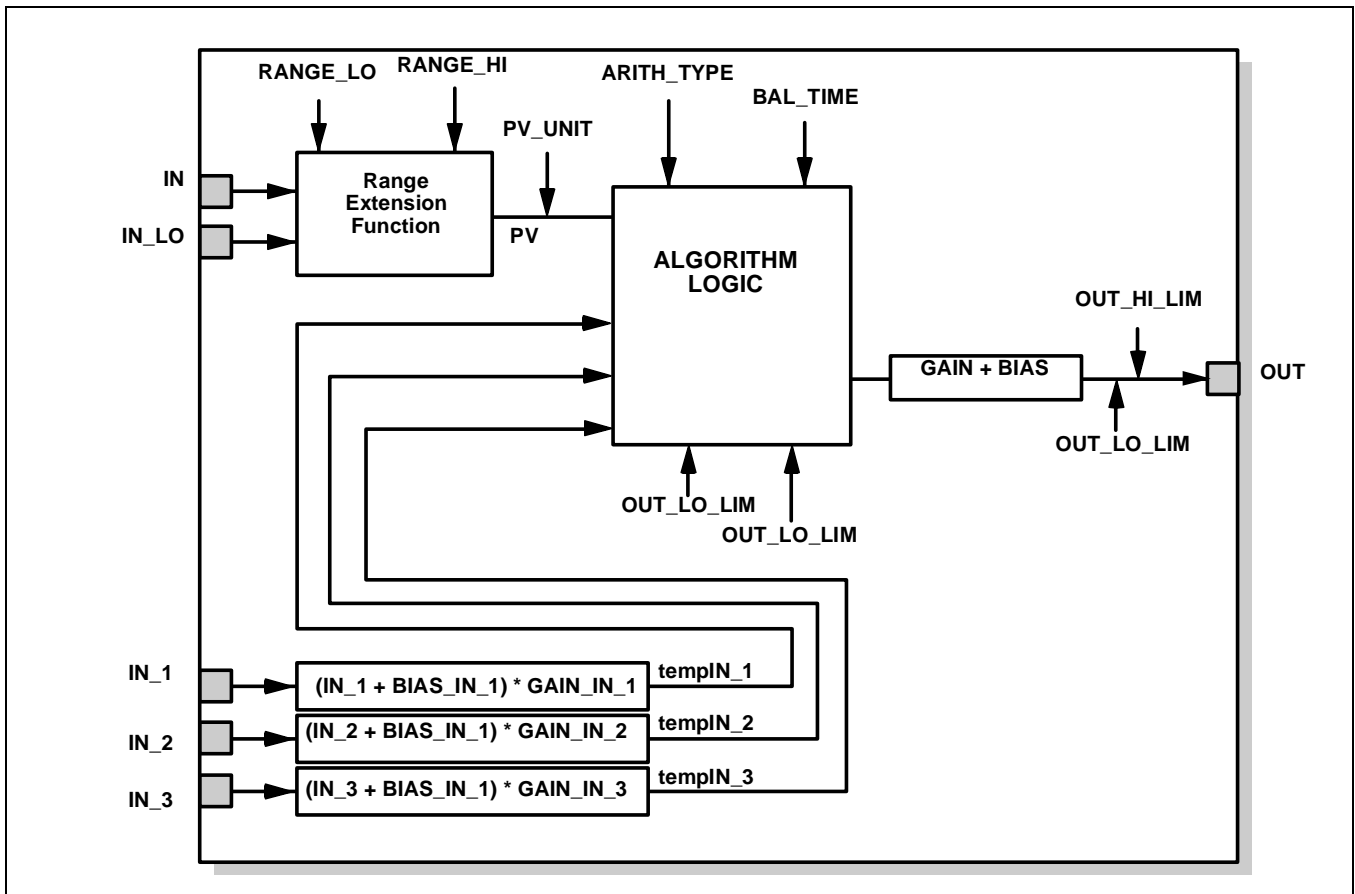 RANGE_LO
RANGE_HI
ARITH_TYPE
BAL_TIME
PV_UNIT
IN
IN_LO
Range
Extension
Function
PV
ALGORITHM
LOGIC
OUT_HI_LIM
GAIN + BIAS
OUT
OUT_LO_LIM
OUT_LO_LIM
OUT_LO_LIM
IN_1
(IN_1 + BIAS_IN_1) * GAIN_IN_1
tempIN_1
IN_2
(IN_2 + BIAS_IN_1) * GAIN_IN_2
tempIN_2
IN_3
(IN_3 + BIAS_IN_1) * GAIN_IN_3
tempIN_3